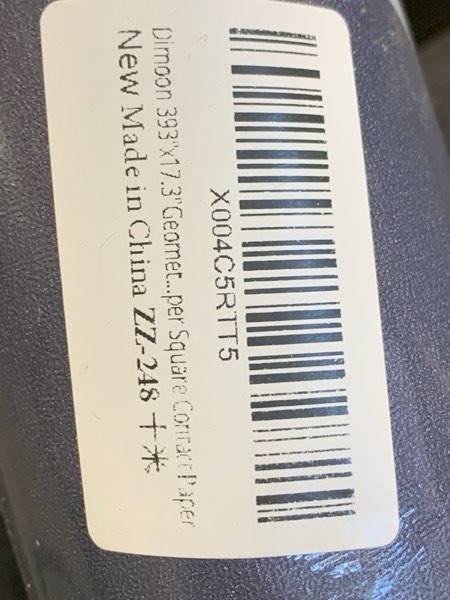 X004C5RTT5
Dimoon 393"x17.3"Geomet...per Square Contact Paper
New Made in China ZZ-248 十米